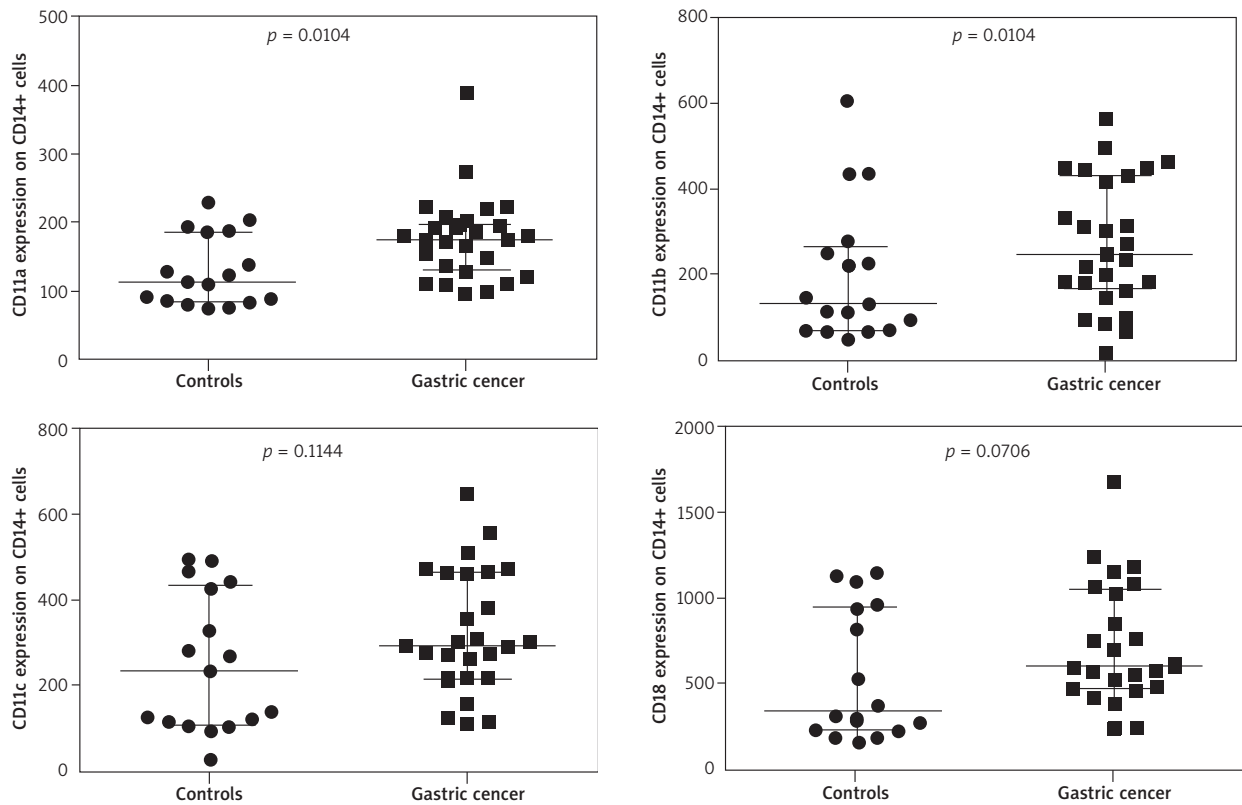 CD11a expression on CD14+ cells
500
400
300
200
100
0
p = 0.0104
Controls
Gastric cencer
CD11b expression on CD14+ cells
800
600
400
200
0
p = 0.0104
Controls
Gastric cencer
CD11c expression on CD14+ cells
800
600
400
200
0
p = 0.1144
Controls
Gastric cencer
CD18 expression on CD14+ cells
2000
1500
1000
500
0
p = 0.0706
Controls
Gastric cencer